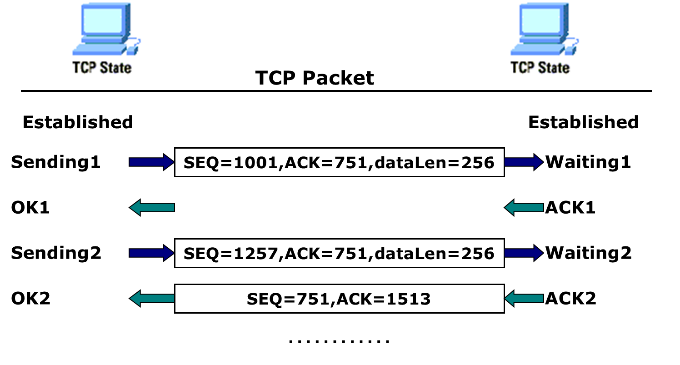 TCP State TCP State
TCP Packet
Established Established
Sending1 SEQ=1001,ACK=751,dataLen=256 Waiting1
OK1 ACK1
Sending2 SEQ=1257,ACK=751,dataLen=256 Waiting2
OK2 SEQ=751,ACK=1513 ACK2
............